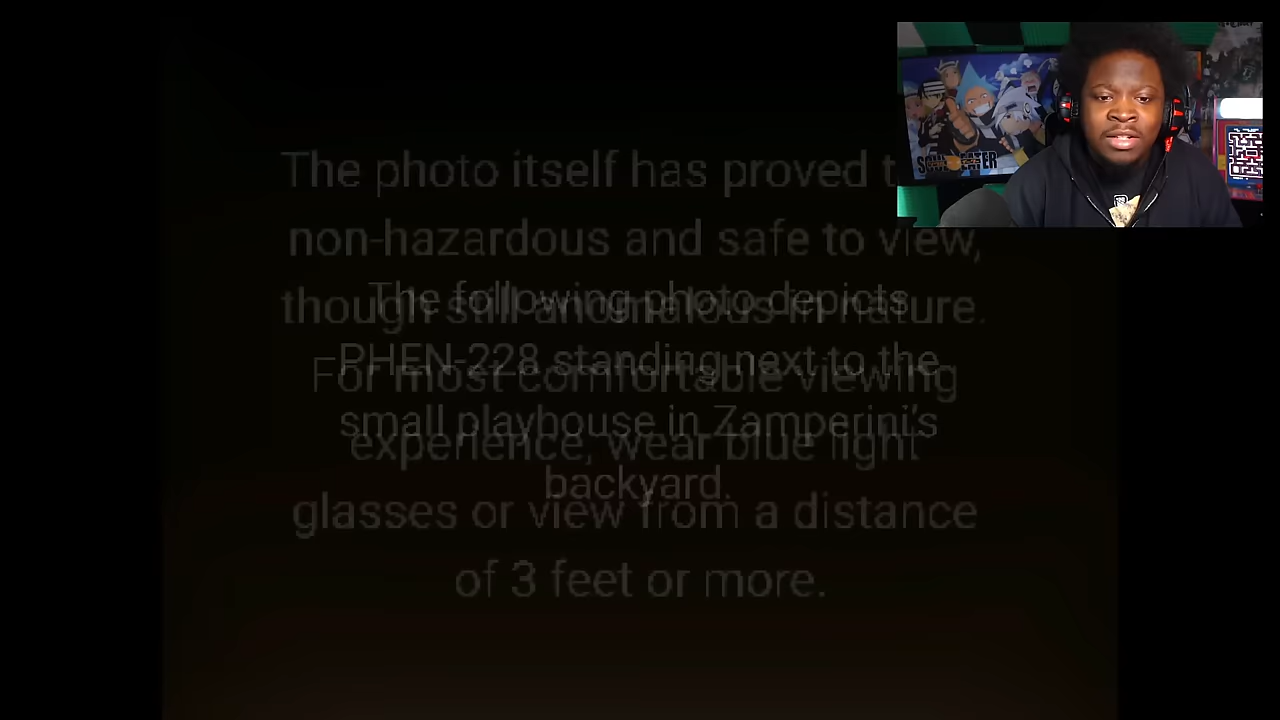 The photo itself has proved
non-hazardous and safe to view,
though still anomalous in nature.
For most comfortable viewing
experience, wear blue light
glasses or view from a distance
of 3 feet or more.
The following photo depicts
PHEN-228 standing next to the
small playhouse in Zamperini's
backyard.
SOUL EATER